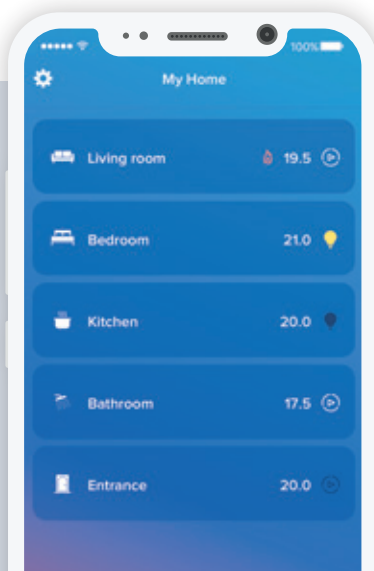 100%
My Home
Living room 19.5
Bedroom 21.0
Kitchen 20.0
Bathroom 17.5
Entrance 20.0